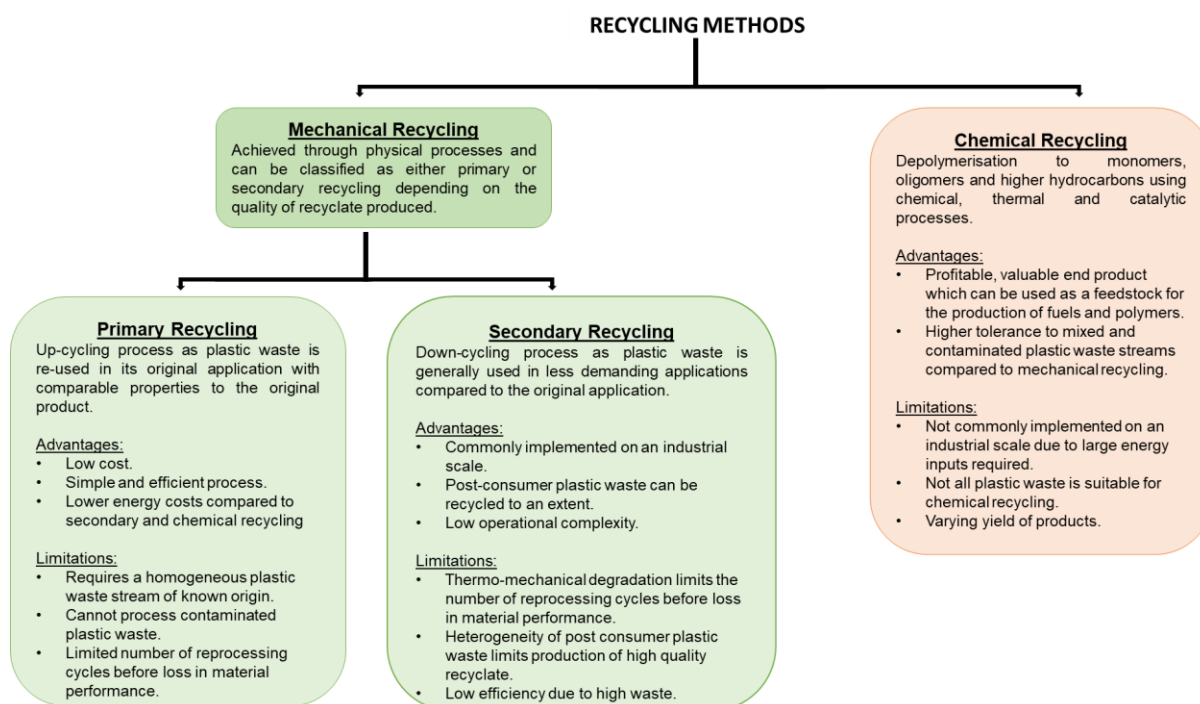 RECYCLING METHODS
Mechanical Recycling
Achieved through physical processes and
can be classified as either primary or
secondary recycling depending on the
quality of recyclate produced.
Chemical Recycling
Depolymerisation to monomers,
oligomers and higher hydrocarbons using
chemical, thermal and catalytic
processes.
Advantages:
• Profitable, valuable end product
which can be used as a feedstock for
the production of fuels and polymers.
• Higher tolerance to mixed and
contaminated plastic waste streams
compared to mechanical recycling.
Limitations:
• Not commonly implemented on an
industrial scale due to large energy
inputs required.
• Not all plastic waste is suitable for
chemical recycling.
• Varying yield of products.
Primary Recycling
Up-cycling process as plastic waste is
re-used in its original application with
comparable properties to the original
product.
Advantages:
• Low cost.
• Simple and efficient process.
• Lower energy costs compared to
secondary and chemical recycling
Limitations:
• Requires a homogeneous plastic
waste stream of known origin.
• Cannot process contaminated
plastic waste.
• Limited number of reprocessing
cycles before loss in material
performance.
Secondary Recycling
Down-cycling process as plastic waste is
generally used in less demanding applications
compared to the original application.
Advantages:
• Commonly implemented on an industrial
scale.
• Post-consumer plastic waste can be
recycled to an extent.
• Low operational complexity.
Limitations:
• Thermo-mechanical degradation limits the
number of reprocessing cycles before loss
in material performance.
• Heterogeneity of post consumer plastic
waste limits production of high quality
recyclate.
• Low efficiency due to high waste.